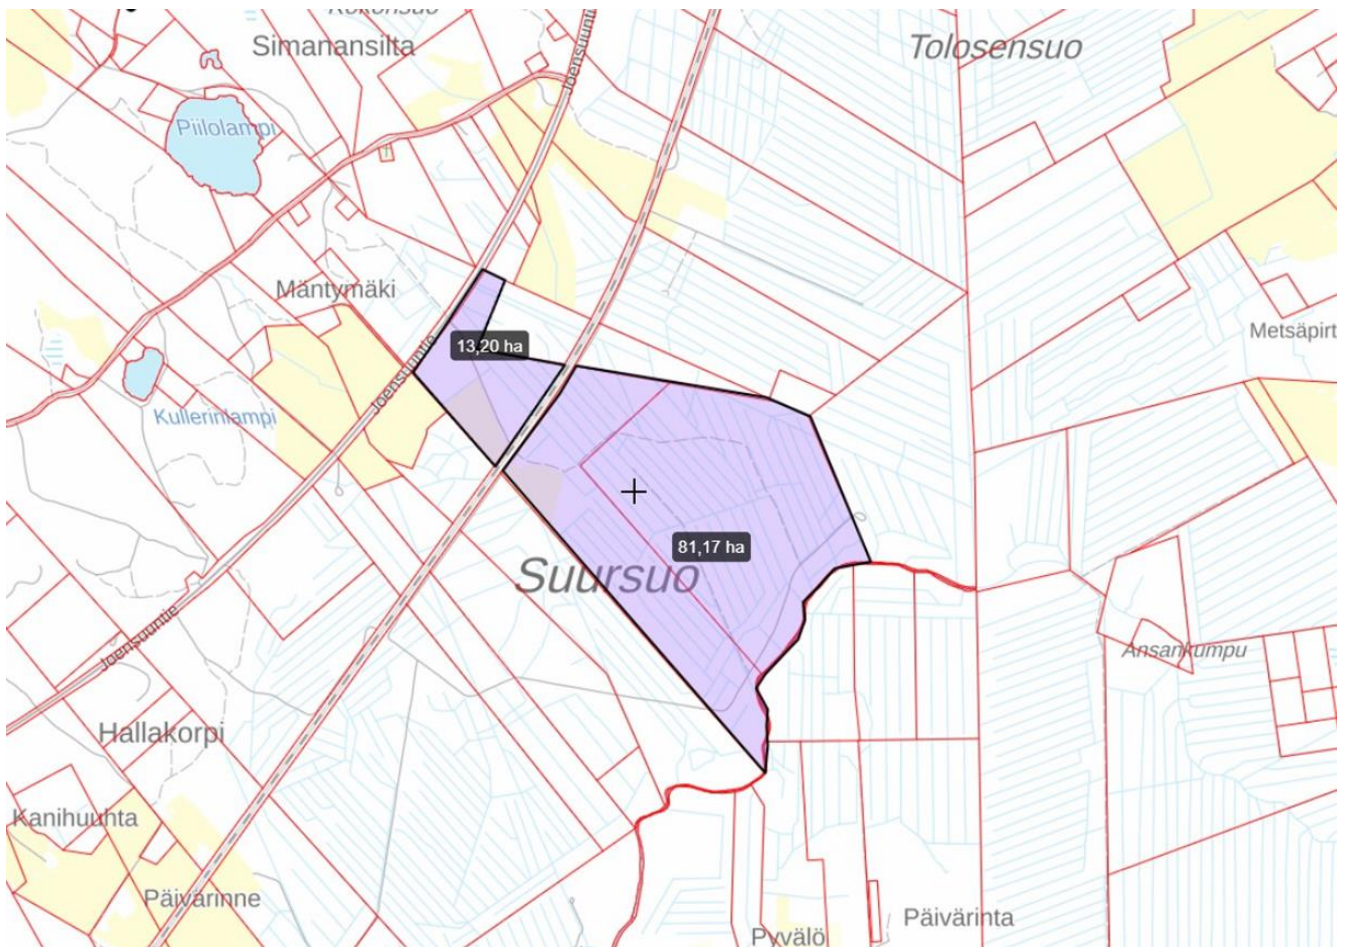 Simanansilta
Tolosensuo
Joensuuntie
Piilolampi
Mäntymäki
Metsäpirt
13,20 ha
Joensuuntie
Kullerinlampi
81,17 ha
Suursuo
Joensuuntie
Ansankumpu
Hallakorpi
Kanihuuhta
Päivärinne
Päivärinta
Pyvälö